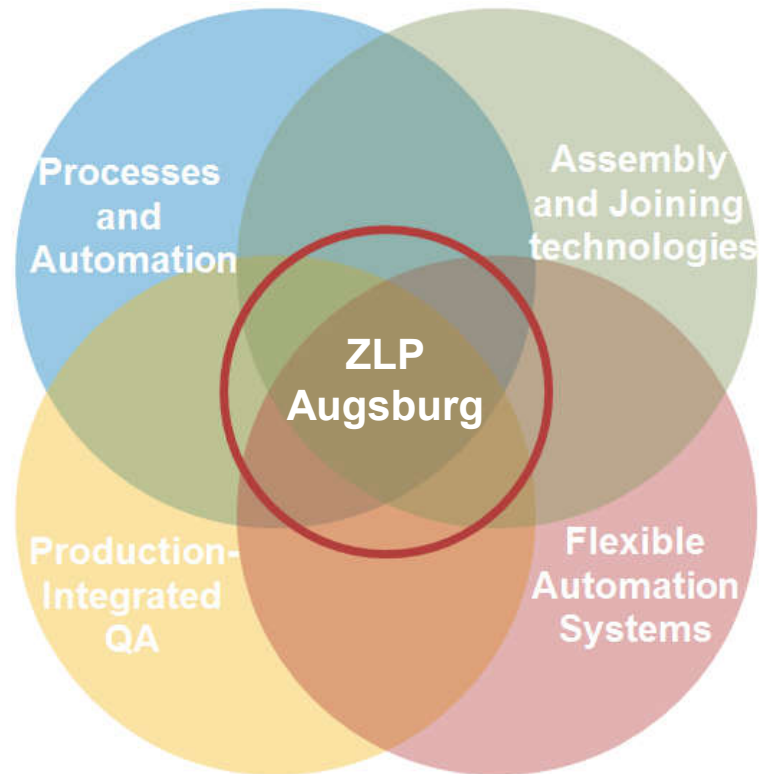 Processes
and
Automation
Assembly
and Joining
technologies
ZLP
Augsburg
Production-
Integrated
QA
Flexible
Automation
Systems